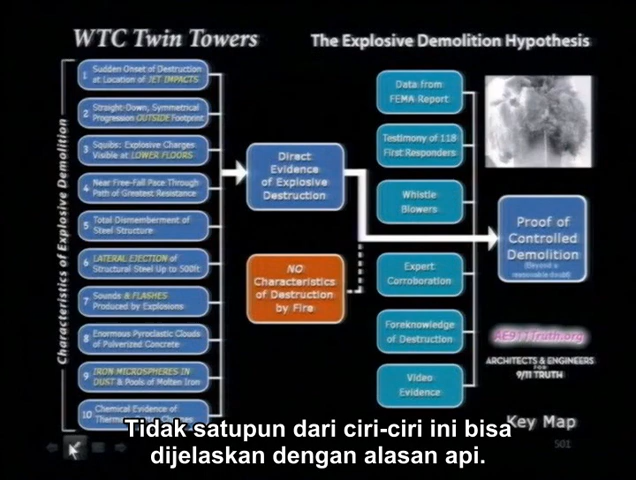 WTC Twin Towers
The Explosive Demolition Hypothesis
Characteristics of Explosive Demolition
1 Sudden Onset of Destruction
at Location of JET IMPACTS
2 Straight-Down, Symmetrical
Progression OUTSIDE Footprint
3 Squibs: Explosive Charges
Visible at LOWER FLOORS
4 Near Free-Fall Pace Through
Path of Greatest Resistance
5 Total Dismemberment of
Steel Structure
6 LATERAL EJECTION of
Structural Steel Up to 500ft
7 Sounds & FLASHES
Produced by Explosions
8 Enormous Pyroclastic Clouds
of Pulverized Concrete
9 IRON MICROSPHERES IN
DUST & Pools of Molten Iron
10 Chemical Evidence of
Direct
Evidence
of Explosive
Destruction
NO
Characteristics
of Destruction
by Fire
Data from
FEMA Report
Testimony of 118
First Responders
Whistle
Blowers
Expert
Corroboration
Foreknowledge
of Destruction
Video
Evidence
Proof of
Controlled
Demolition
(Beyond a
reasonable doubt)
AE911Truth.org
ARCHITECTS & ENGINEERS
FOR
9/11 TRUTH
Key Map
501
Tidak satupun dari ciri-ciri ini bisa
dijelaskan dengan alasan api.